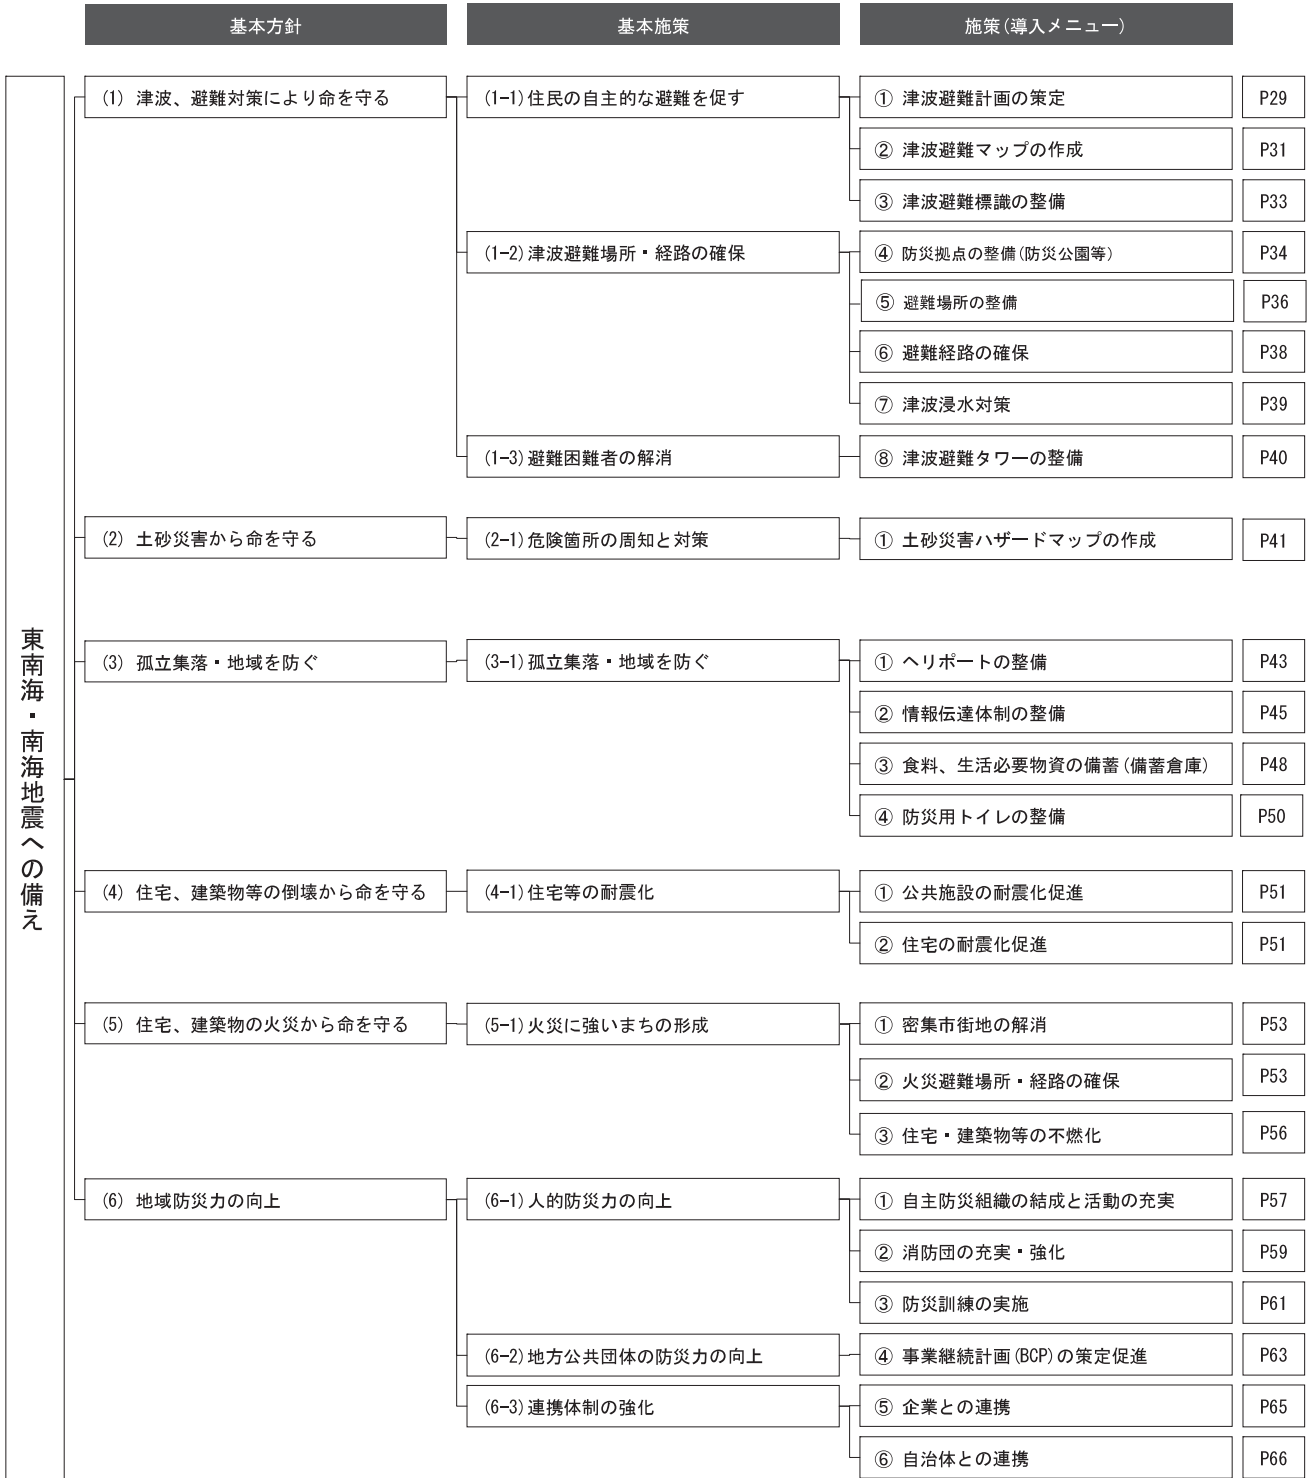 基本方針 基本施策 施策(導入メニュー)
東南海・南海地震への備え
(1) 津波、避難対策により命を守る (1-1)住民の自主的な避難を促す ① 津波避難計画の策定 P29
② 津波避難マップの作成 P31
③ 津波避難標識の整備 P33
(1-2)津波避難場所・経路の確保 ④ 防災拠点の整備(防災公園等) P34
⑤ 避難場所の整備 P36
⑥ 避難経路の確保 P38
⑦ 津波浸水対策 P39
(1-3)避難困難者の解消 ⑧ 津波避難タワーの整備 P40
(2) 土砂災害から命を守る (2-1)危険箇所の周知と対策 ① 土砂災害ハザードマップの作成 P41
(3) 孤立集落・地域を防ぐ (3-1)孤立集落・地域を防ぐ ① ヘリポートの整備 P43
② 情報伝達体制の整備 P45
③ 食料、生活必要物資の備蓄(備蓄倉庫) P48
④ 防災用トイレの整備 P50
(4) 住宅、建築物等の倒壊から命を守る (4-1)住宅等の耐震化 ① 公共施設の耐震化促進 P51
② 住宅の耐震化促進 P51
(5) 住宅、建築物の火災から命を守る (5-1)火災に強いまちの形成 ① 密集市街地の解消 P53
② 火災避難場所・経路の確保 P53
③ 住宅・建築物等の不燃化 P56
(6) 地域防災力の向上 (6-1)人的防災力の向上 ① 自主防災組織の結成と活動の充実 P57
② 消防団の充実・強化 P59
③ 防災訓練の実施 P61
(6-2)地方公共団体の防災力の向上 ④ 事業継続計画(BCP)の策定促進 P63
(6-3)連携体制の強化 ⑤ 企業との連携 P65
⑥ 自治体との連携 P66